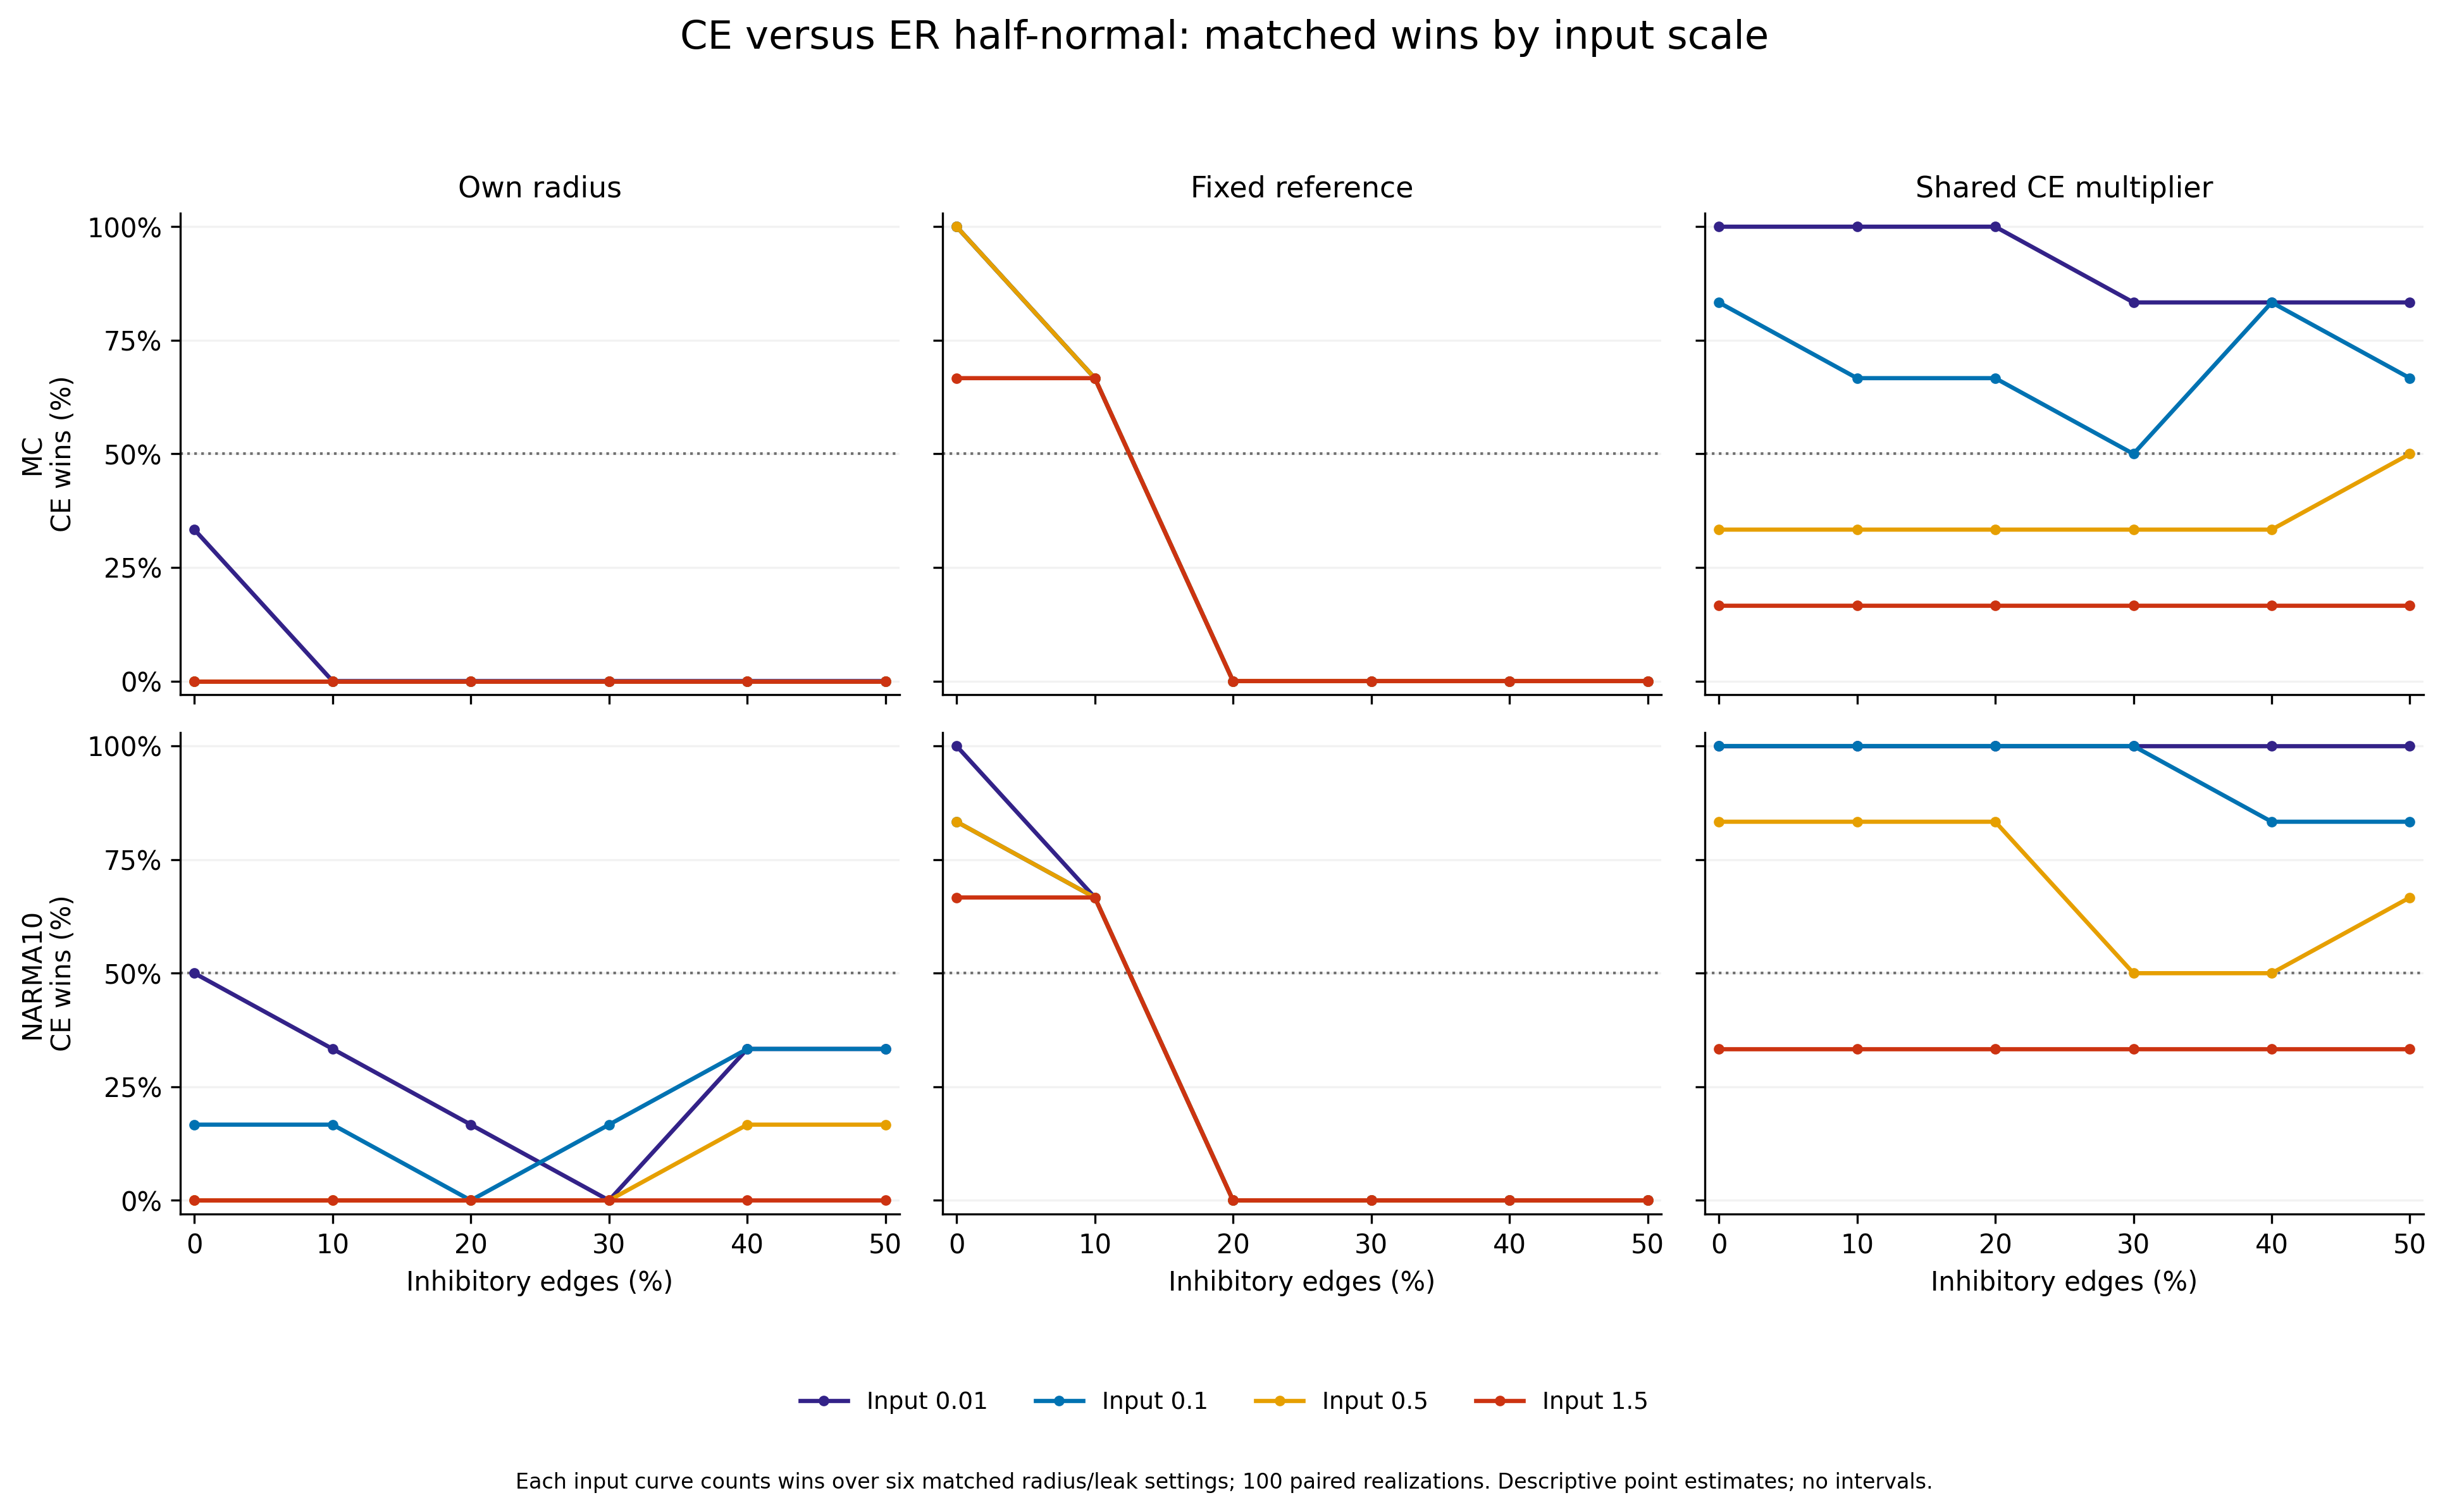 CE versus ER half-normal: matched wins by input scale
Own radius
Fixed reference
Shared CE multiplier
MC
CE wins (%)
100%
75%
50%
25%
0%
NARMA10
CE wins (%)
100%
75%
50%
25%
0%
0 10 20 30 40 50
0 10 20 30 40 50
0 10 20 30 40 50
Inhibitory edges (%)
Inhibitory edges (%)
Inhibitory edges (%)
Input 0.01
Input 0.1
Input 0.5
Input 1.5
Each input curve counts wins over six matched radius/leak settings; 100 paired realizations. Descriptive point estimates; no intervals.